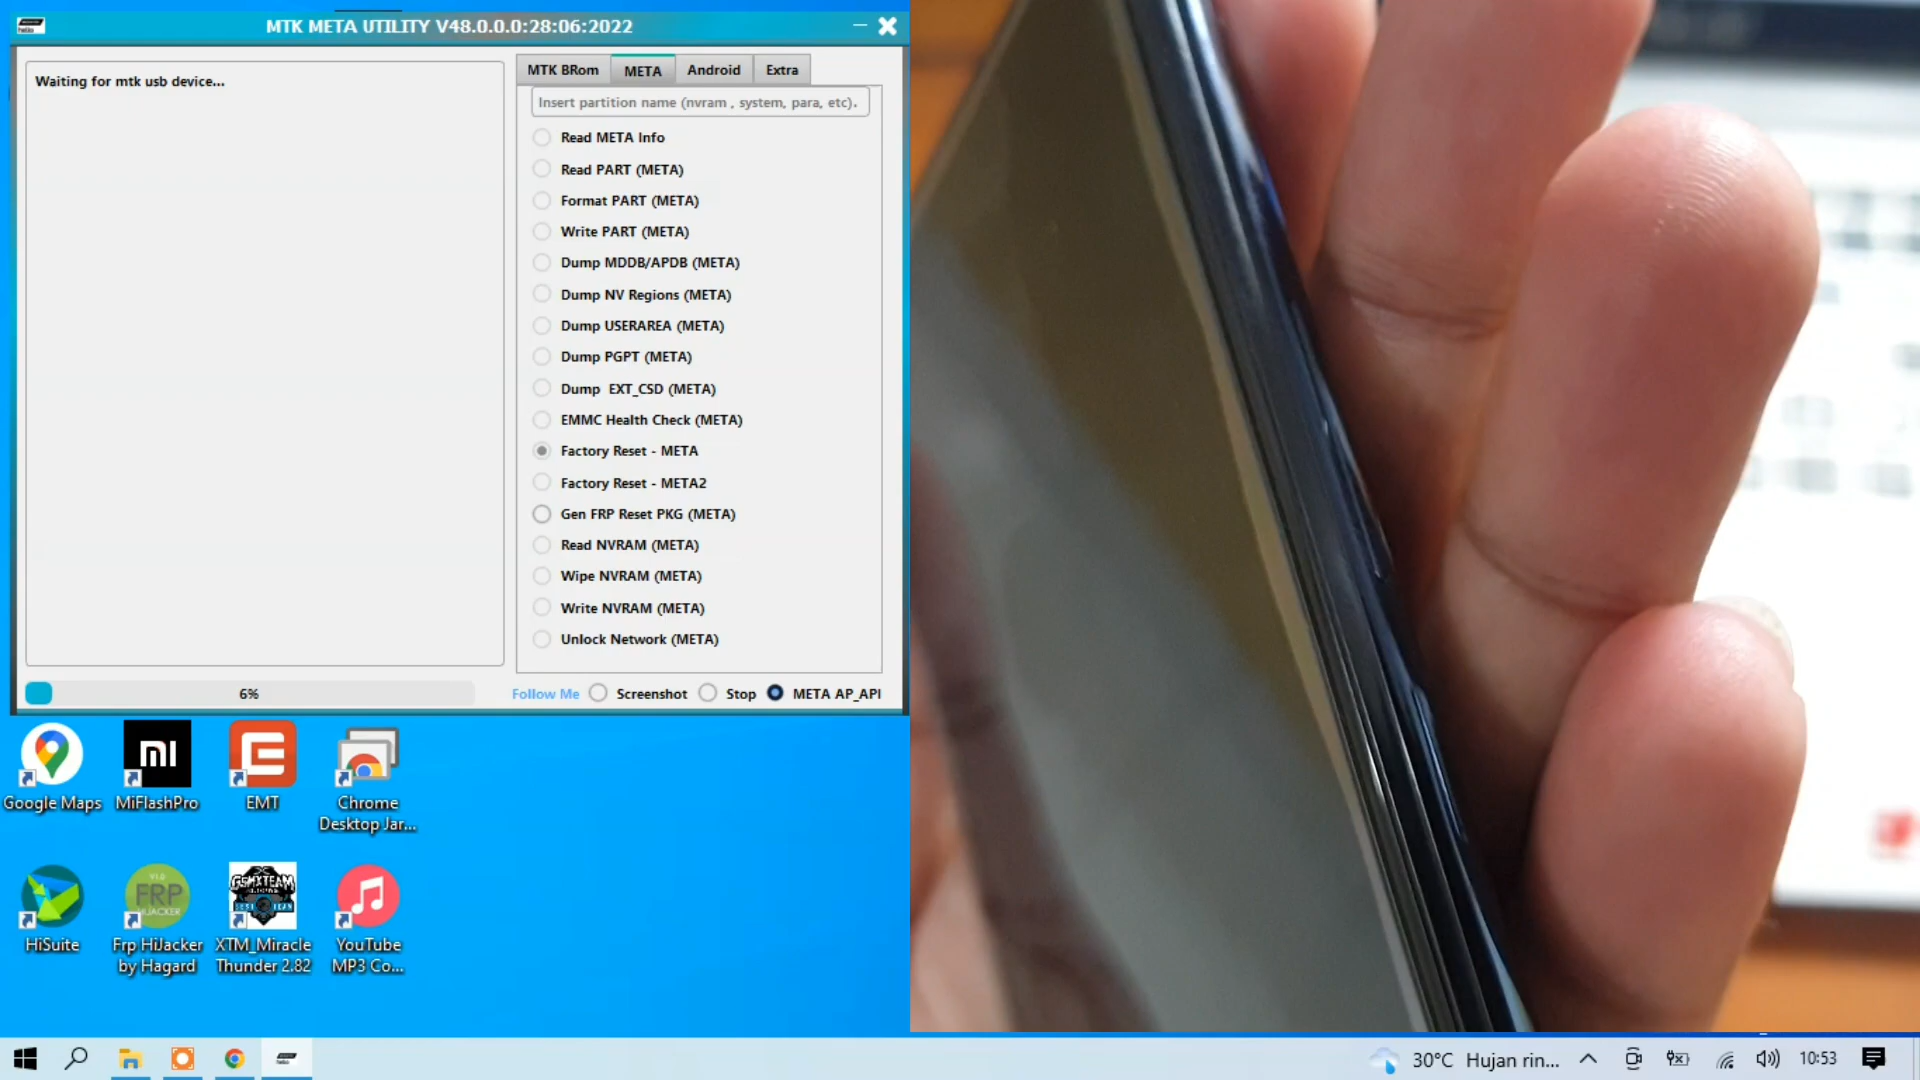 MTK META UTILITY V48.0.0.0:28:06:2022
Waiting for mtk usb device...
MTK BRom
META
Android
Extra
Insert partition name (nvram , system, para, etc).
Read META Info
Read PART (META)
Format PART (META)
Write PART (META)
Dump MDDB/APDB (META)
Dump NV Regions (META)
Dump USERAREA (META)
Dump PGPT (META)
Dump EXT_CSD (META)
EMMC Health Check (META)
Factory Reset - META
Factory Reset - META2
Gen FRP Reset PKG (META)
Read NVRAM (META)
Wipe NVRAM (META)
Write NVRAM (META)
Unlock Network (META)
6%
Follow Me
Screenshot
Stop
META AP_API
Google Maps
MiFlashPro
EMT
Chrome
Desktop Jar...
HiSuite
V1.0
FRP
HIJACKER
Frp HiJacker
by Hagard
GSMXTEAM
XTM_Miracle
Thunder 2.82
YouTube
MP3 Co...
30°C Hujan rin...
10:53